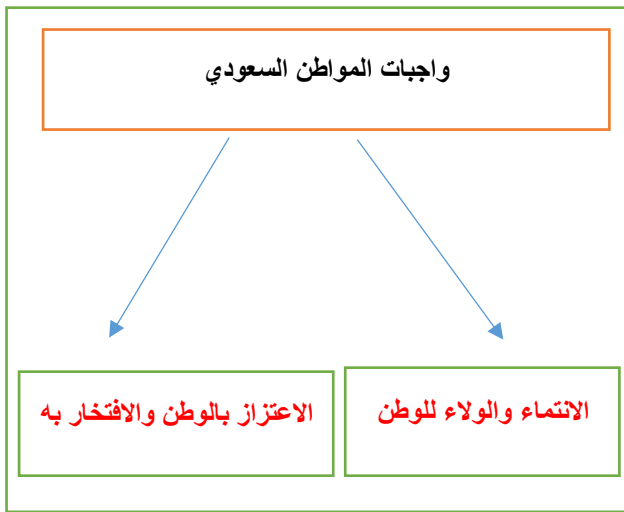 واجبات المواطن السعودي
الانتماء والولاء للوطن
الاعتزاز بالوطن والافتخار به